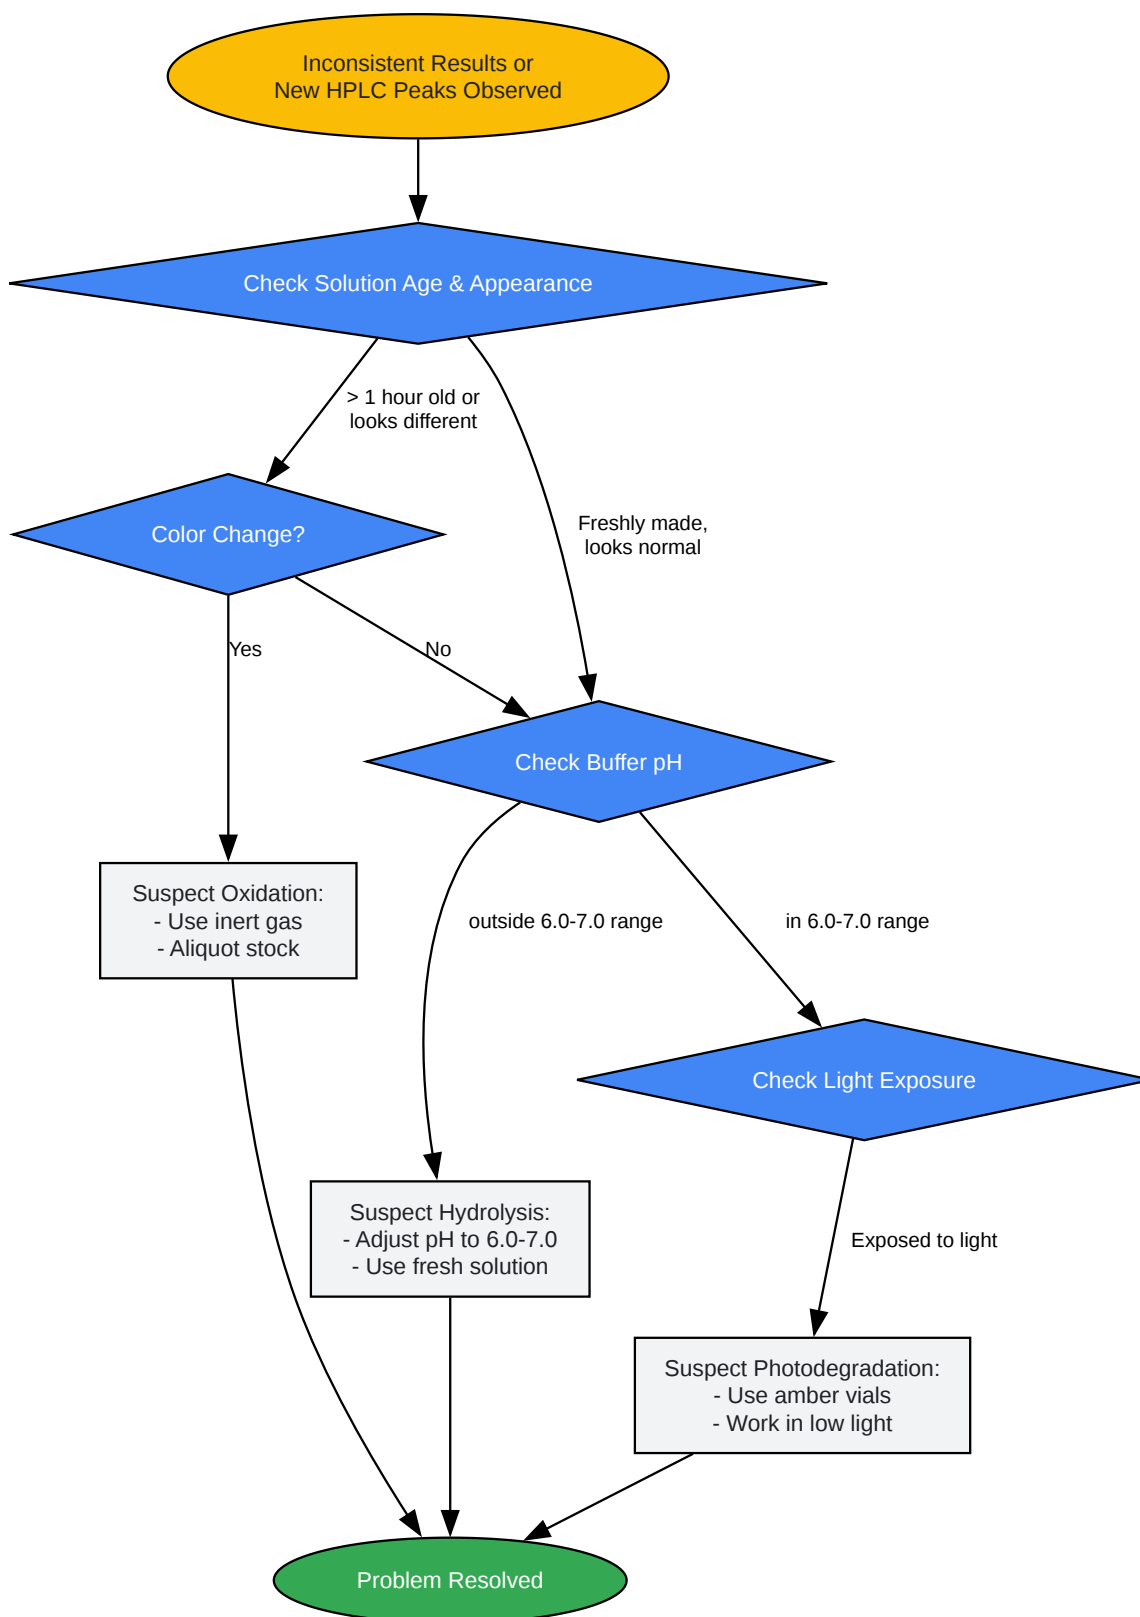 Inconsistent Results or
New HPLC Peaks Observed
Check Solution Age & Appearance
> 1 hour old or
looks different
Freshly made,
looks normal
Color Change?
Yes
No
Check Buffer pH
Suspect Oxidation:
- Use inert gas
- Aliquot stock
outside 6.0-7.0 range
in 6.0-7.0 range
Check Light Exposure
Suspect Hydrolysis:
- Adjust pH to 6.0-7.0
- Use fresh solution
Exposed to light
Suspect Photodegradation:
- Use amber vials
- Work in low light
Problem Resolved